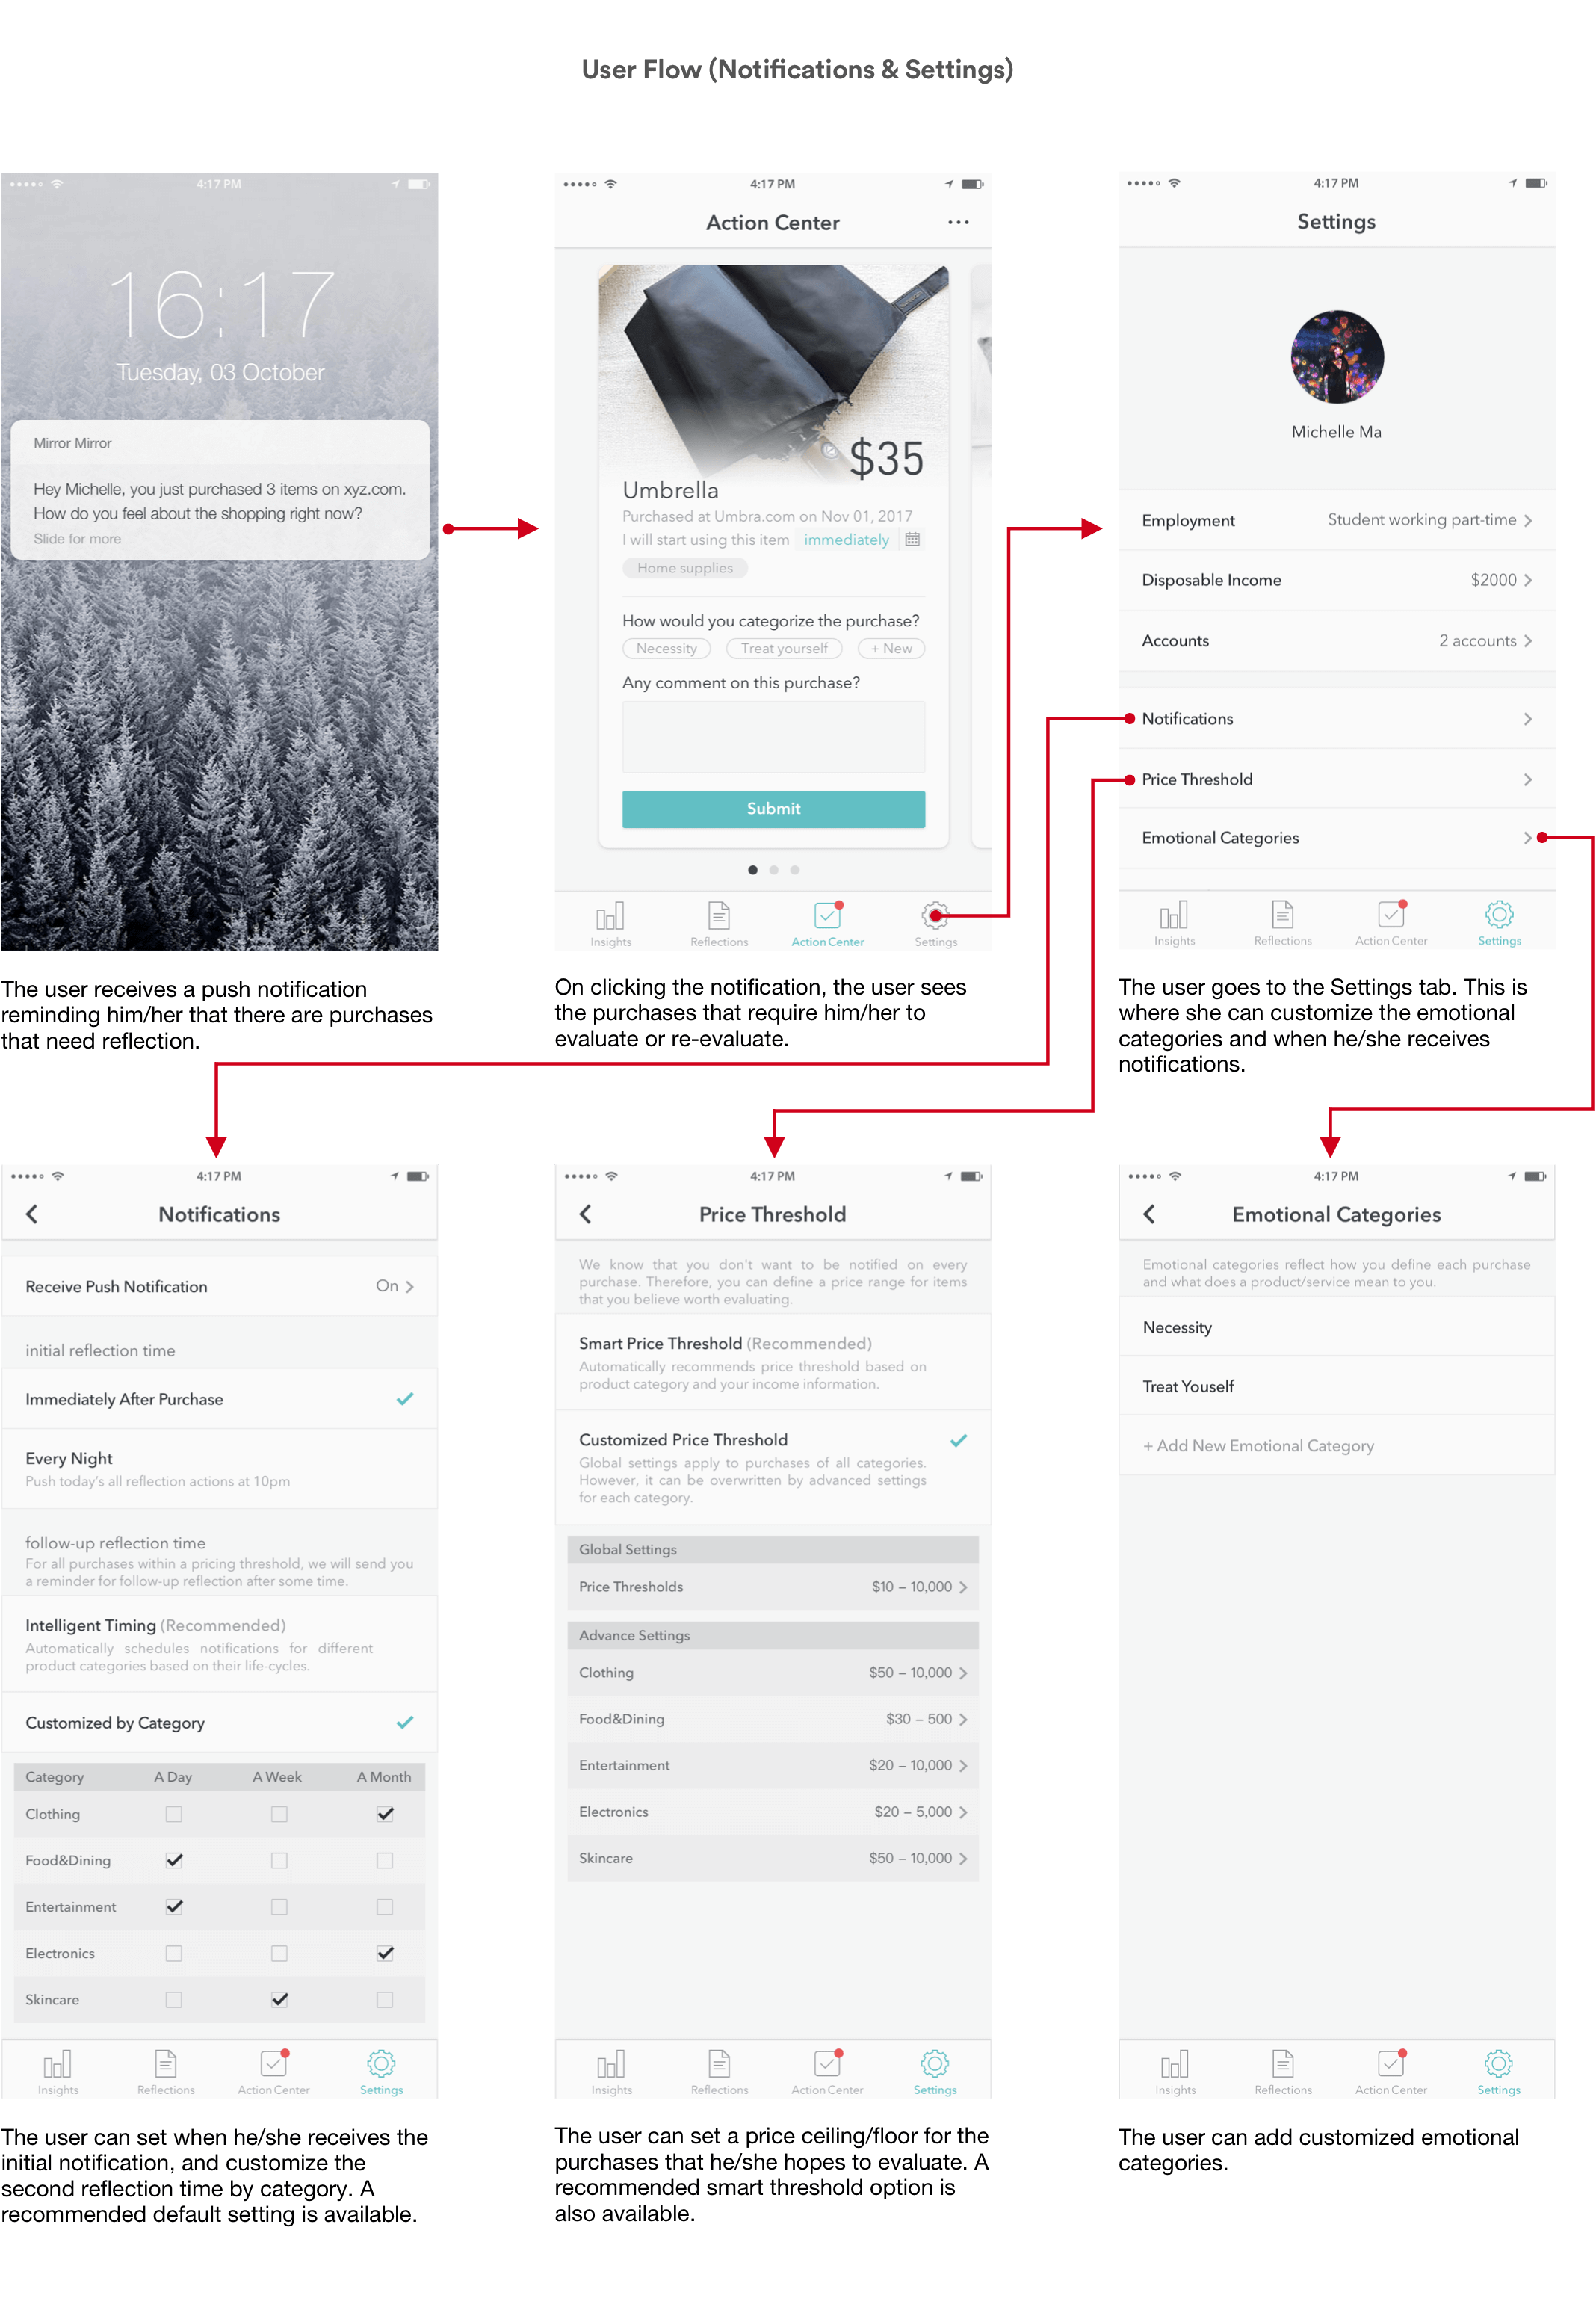 User Flow (Notifications & Settings)
4:17 PM
16:17
Tuesday, 03 October
Mirror Mirror
Hey Michelle, you just purchased 3 items on xyz.com.
How do you feel about the shopping right now?
Slide for more
The user receives a push notification
reminding him/her that there are purchases
that need reflection.
4:17 PM
Action Center
$35
Umbrella
Purchased at Umbra.com on Nov 01, 2017
I will start using this item immediately
Home supplies
How would you categorize the purchase?
Necessity Treat yourself + New
Any comment on this purchase?
Submit
Insights Reflections Action Center Settings
On clicking the notification, the user sees
the purchases that require him/her to
evaluate or re-evaluate.
4:17 PM
Settings
Michelle Ma
Employment Student working part-time
Disposable Income $2000
Accounts 2 accounts
Notifications
Price Threshold
Emotional Categories
Insights Reflections Action Center Settings
The user goes to the Settings tab. This is
where she can customize the emotional
categories and when he/she receives
notifications.
4:17 PM
Notifications
Receive Push Notification On
initial reflection time
Immediately After Purchase
Every Night
Push today's all reflection actions at 10pm
follow-up reflection time
For all purchases within a pricing threshold, we will send you
a reminder for follow-up reflection after some time.
Intelligent Timing (Recommended)
Automatically schedules notifications for different
product categories based on their life-cycles.
Customized by Category
Category A Day A Week A Month
Clothing
Food&Dining
Entertainment
Electronics
Skincare
Insights Reflections Action Center Settings
The user can set when he/she receives the
initial notification, and customize the
second reflection time by category. A
recommended default setting is available.
4:17 PM
Price Threshold
We know that you don't want to be notified on every
purchase. Therefore, you can define a price range for items
that you believe worth evaluating.
Smart Price Threshold (Recommended)
Automatically recommends price threshold based on
product category and your income information.
Customized Price Threshold
Global settings apply to purchases of all categories.
However, it can be overwritten by advanced settings
for each category.
Global Settings
Price Thresholds $10 – 10,000
Advance Settings
Clothing $50 – 10,000
Food&Dining $30 – 500
Entertainment $20 – 10,000
Electronics $20 – 5,000
Skincare $50 – 10,000
Insights Reflections Action Center Settings
The user can set a price ceiling/floor for the
purchases that he/she hopes to evaluate. A
recommended smart threshold option is
also available.
4:17 PM
Emotional Categories
Emotional categories reflect how you define each purchase
and what does a product/service mean to you.
Necessity
Treat Youself
+ Add New Emotional Category
Insights Reflections Action Center Settings
The user can add customized emotional
categories.